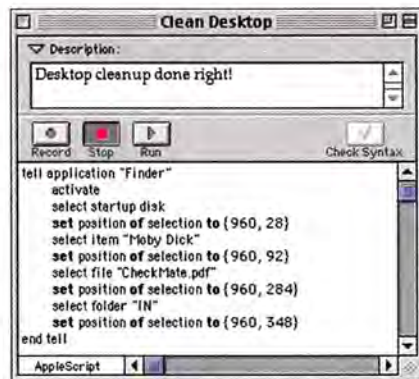 Clean Desktop
Description:
Desktop cleanup done right!
Record Stop Run Check Syntax
tell application "Finder"
activate
select startup disk
set position of selection to {960, 28}
select item "Moby Dick"
set position of selection to {960, 92}
select file "CheckMate.pdf"
set position of selection to {960, 284}
select folder "IN"
set position of selection to {960, 348}
end tell
AppleScript